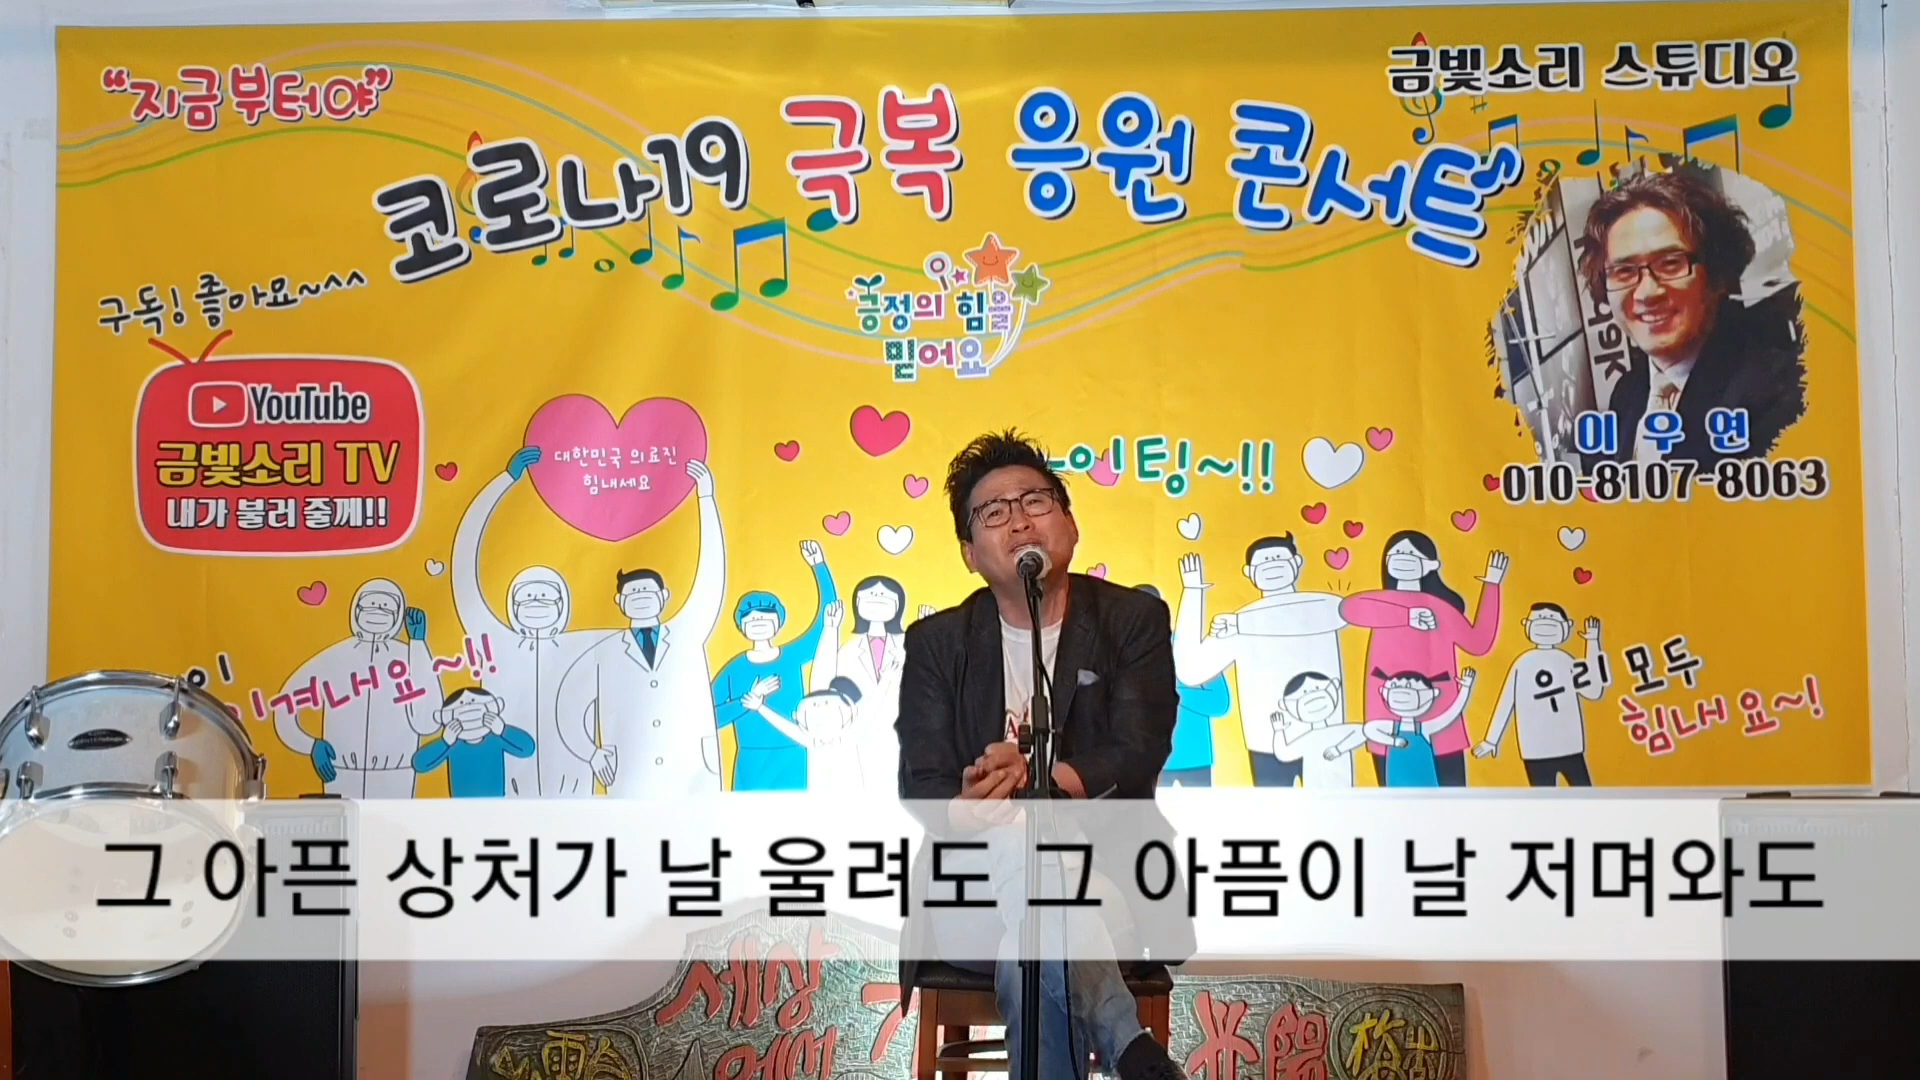 “지금부터야”
금빛소리 스튜디오
코로나19 극복 응원 콘서트
구독! 좋아요~^^
긍정의 힘을
믿어요
YouTube
금빛소리 TV
내가 불러 줄께!!
대한민국 의료진
힘내세요
이팅~!!
이 우 연
010-8107-8063
이겨내요~!!
우리 모두
힘내요~!
그 아픈 상처가 날 울려도 그 아픔이 날 저며와도
세상